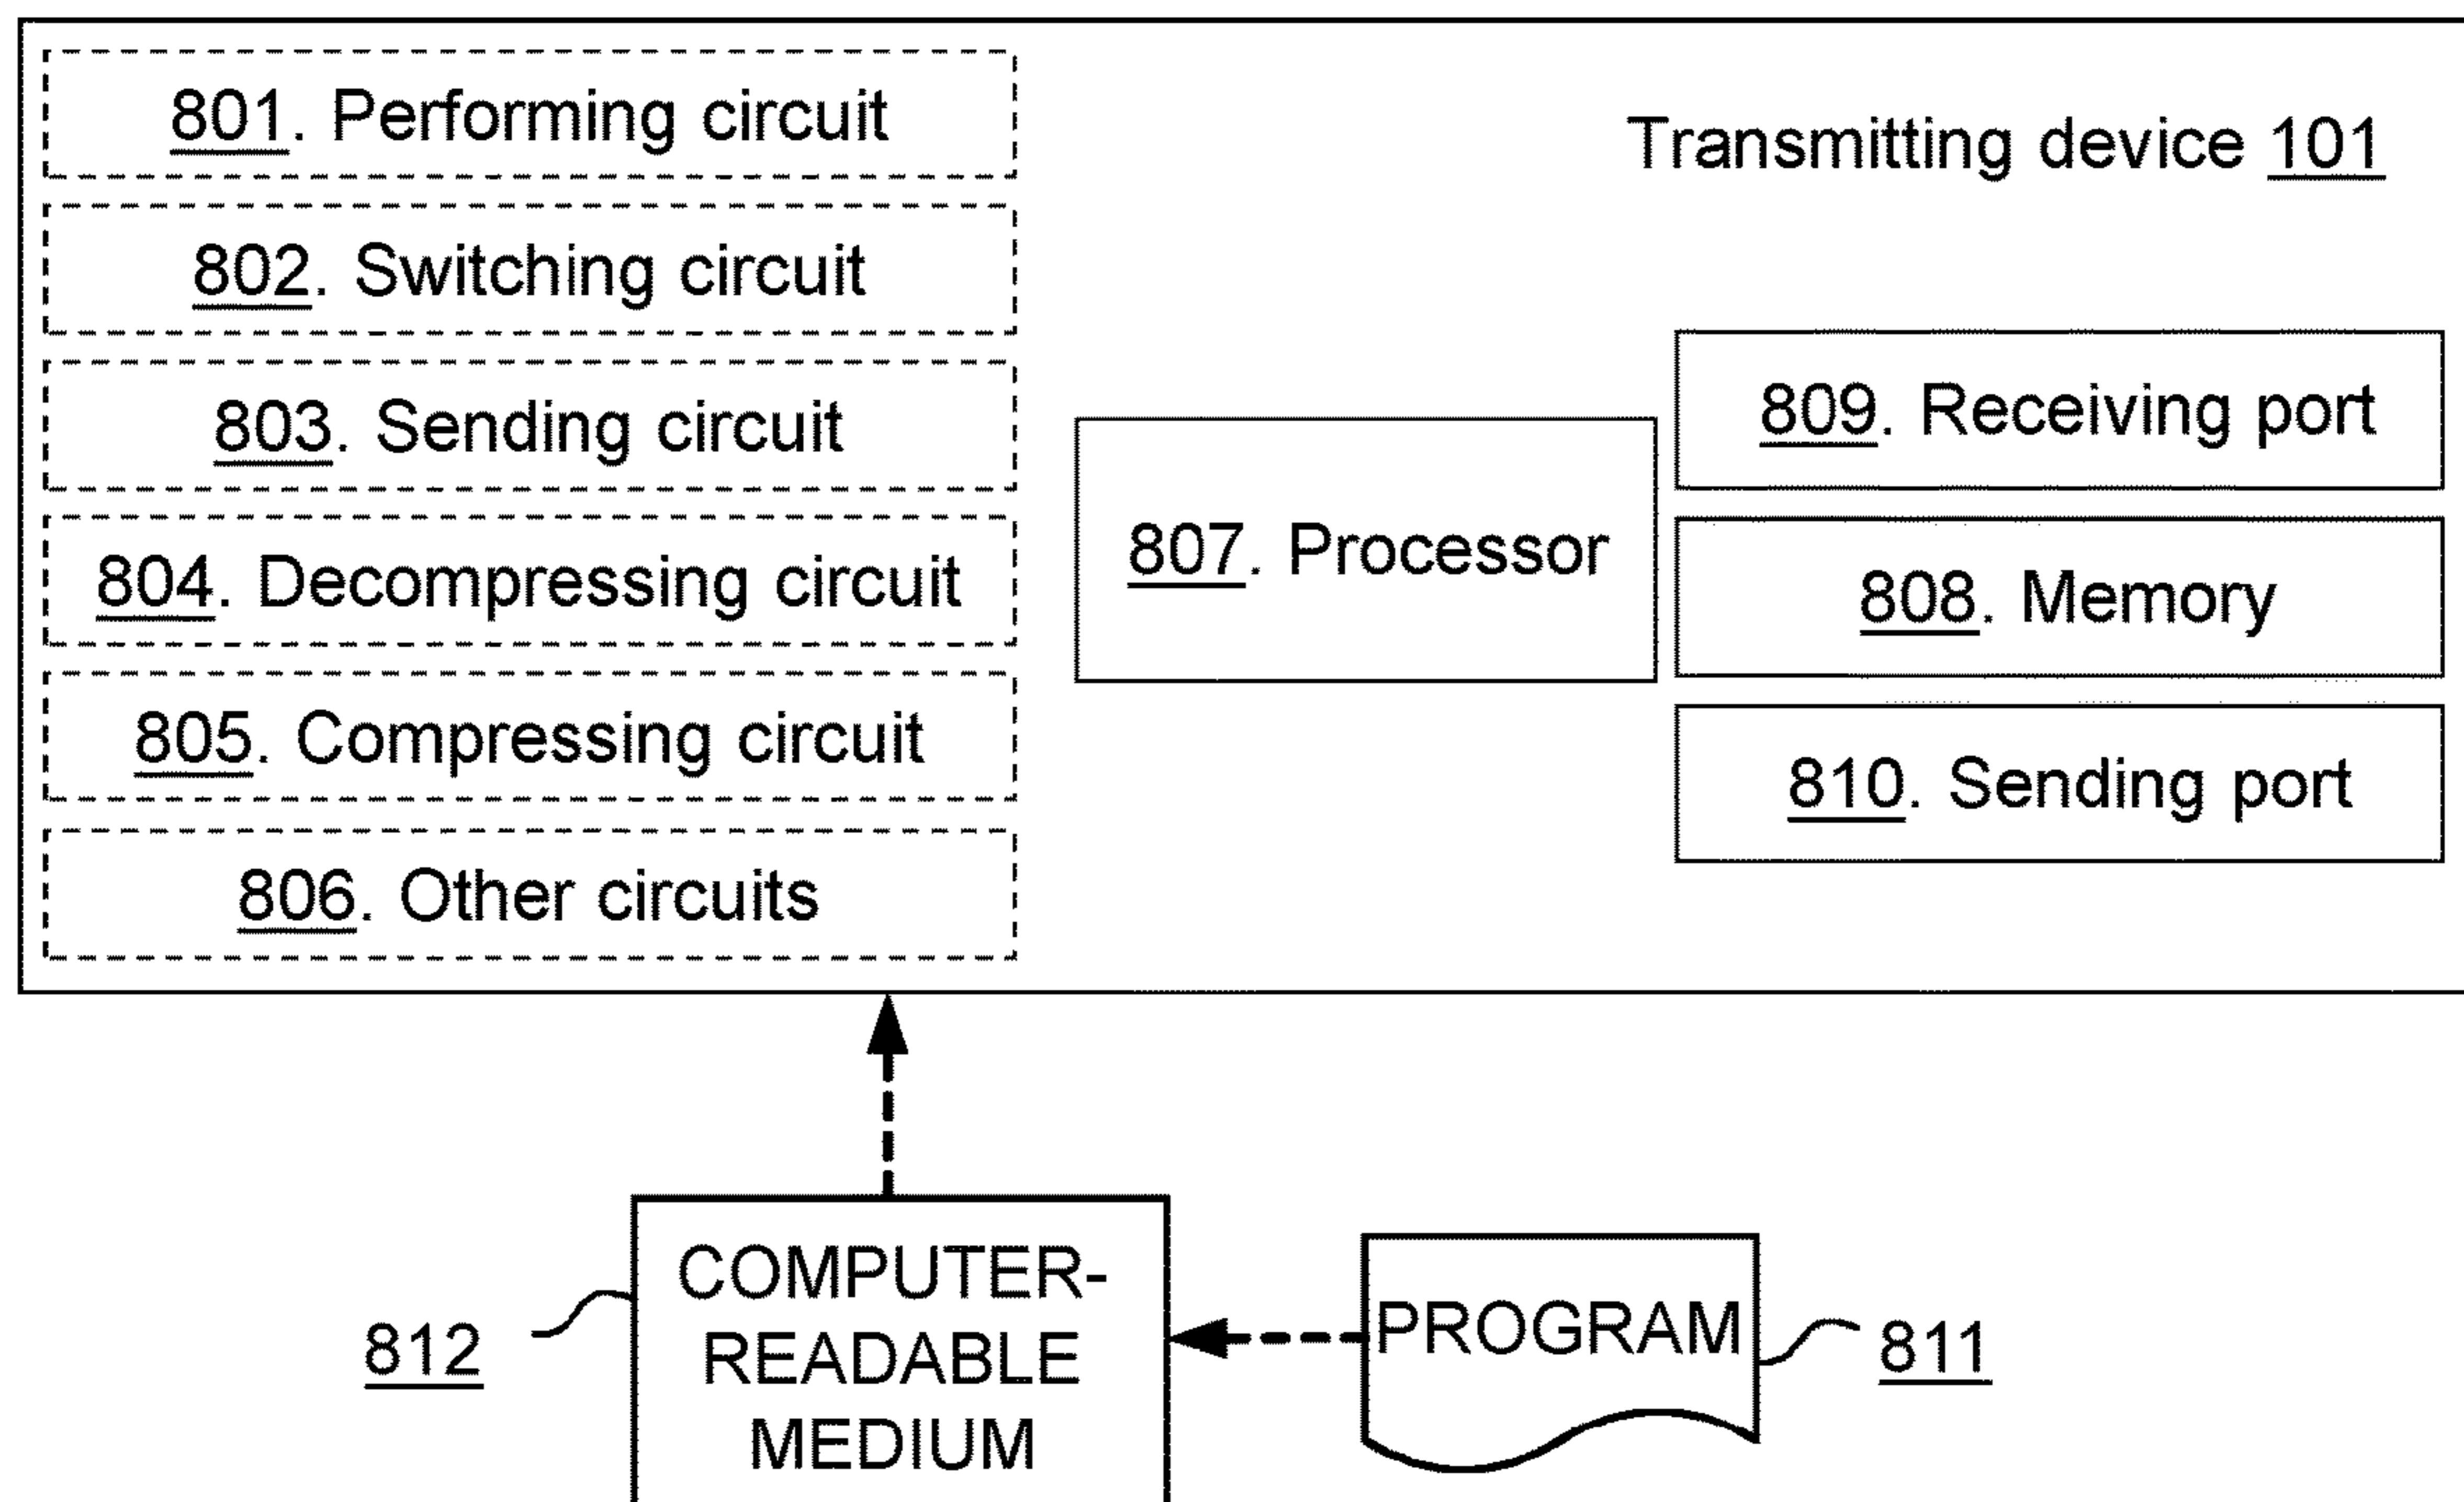 801. Performing circuit
802. Switching circuit
803. Sending circuit
804. Decompressing circuit
805. Compressing circuit
806. Other circuits
Transmitting device 101
807. Processor
809. Receiving port
808. Memory
810. Sending port
812
COMPUTER-
READABLE
MEDIUM
PROGRAM
811